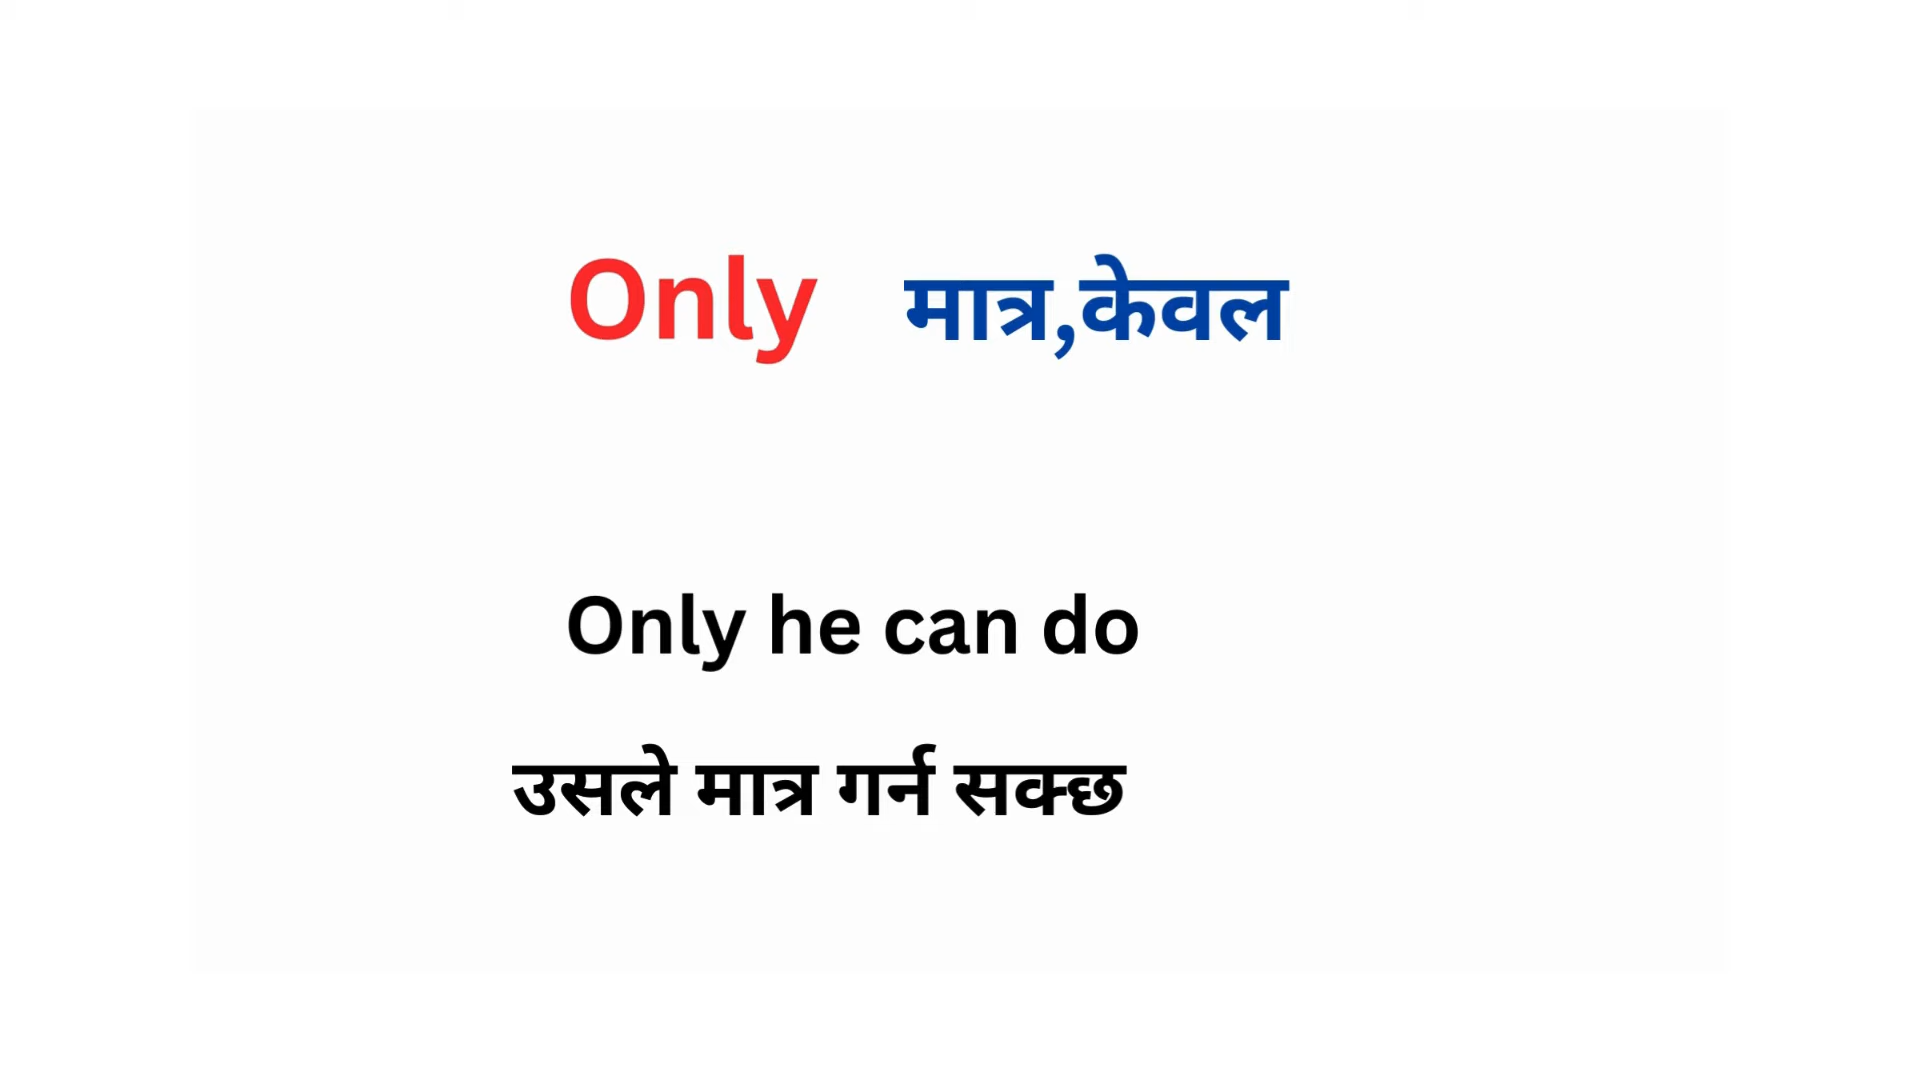 Only मात्र,केवल
Only he can do
उसले मात्र गर्न सक्छ